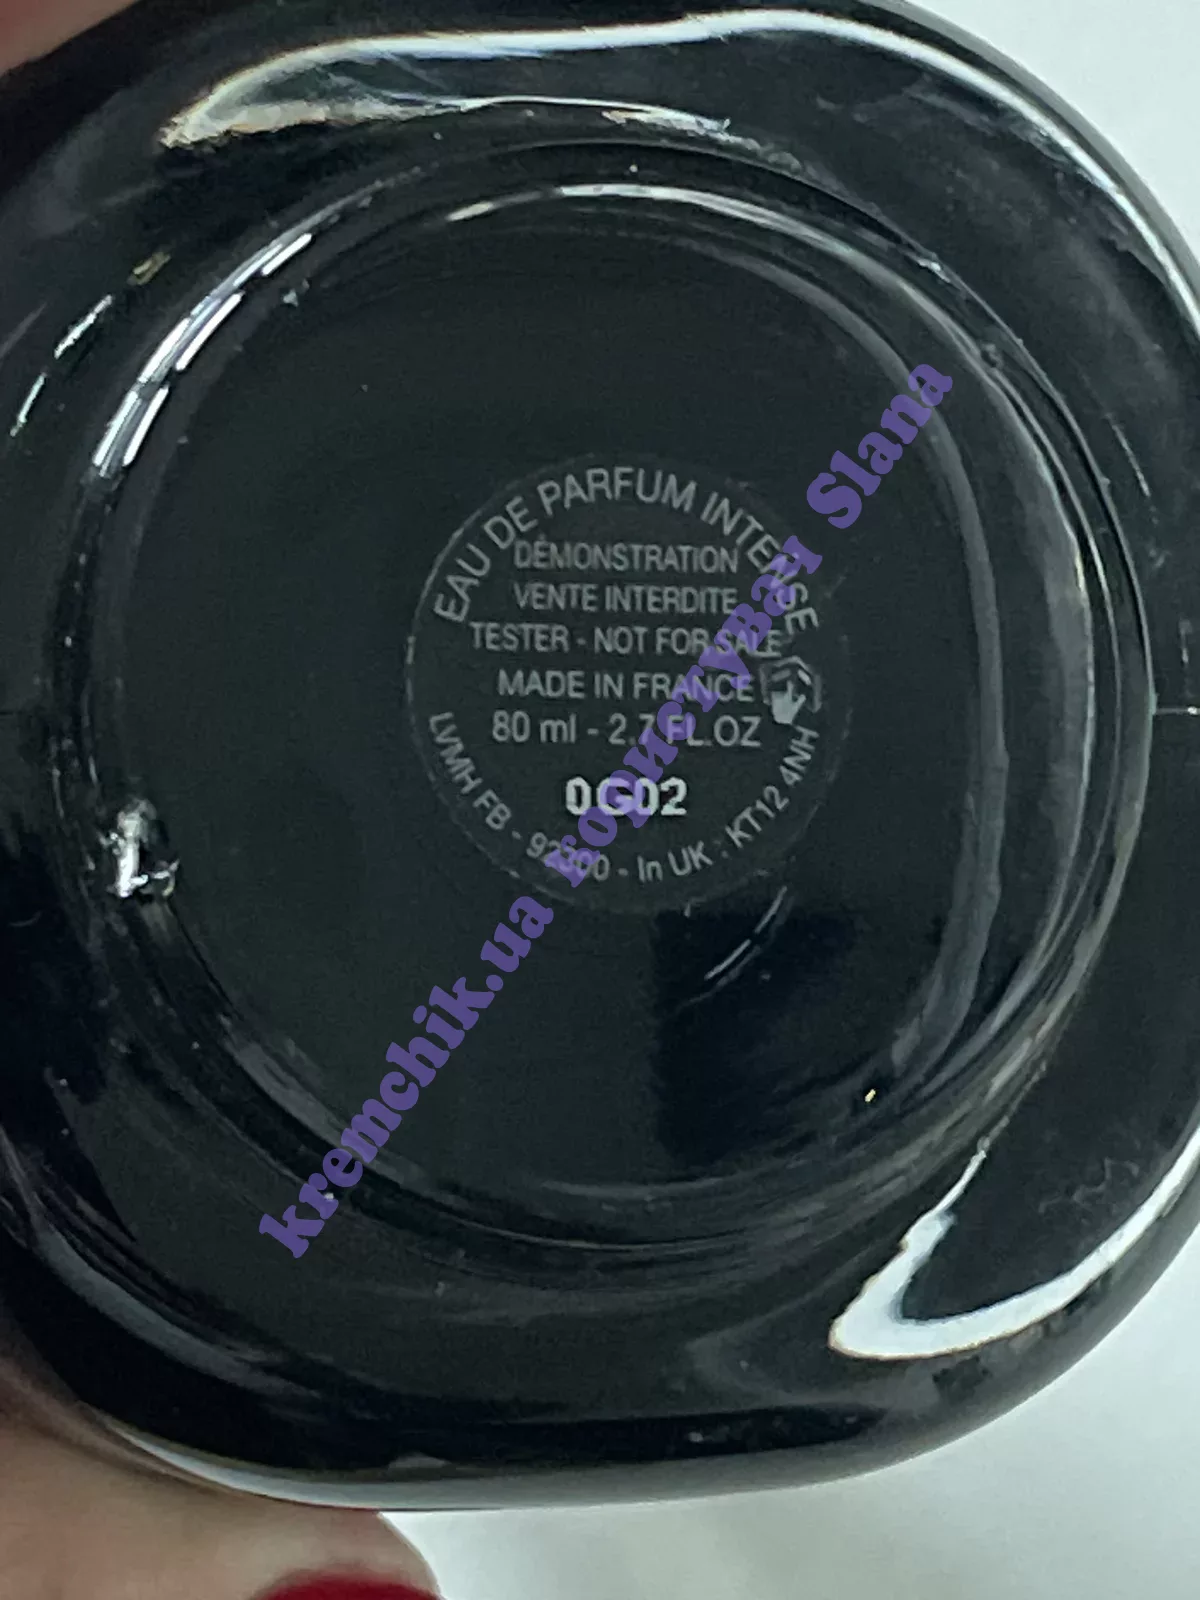 EAU DE PARFUM INTENSE
DÉMONSTRATION
VENTE INTERDITE
TESTER - NOT FOR SALE
MADE IN FRANCE
80 ml - 2.7 FL.OZ
0G02
LVMH FB - 92300 - In UK : KT12 4NH
kremchik.ua користувач Slana